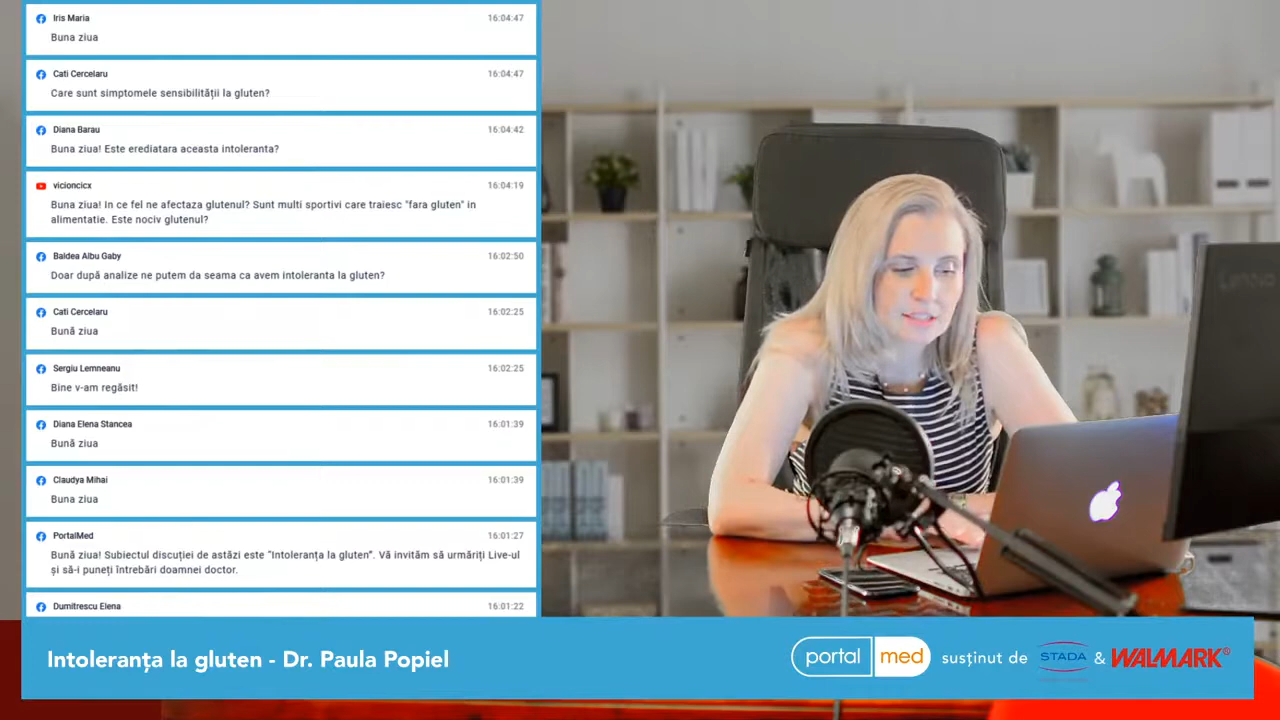 Iris Maria 16:04:47
Buna ziua
Cati Cercelaru 16:04:47
Care sunt simptomele sensibilității la gluten?
Diana Barau 16:04:42
Buna ziua! Este erediatara aceasta intoleranta?
vicioncicx 16:04:19
Buna ziua! In ce fel ne afectaza glutenul? Sunt multi sportivi care traiesc "fara gluten" in
alimentatie. Este nociv glutenul?
Baldea Albu Gaby 16:02:50
Doar după analize ne putem da seama ca avem intoleranta la gluten?
Cati Cercelaru 16:02:25
Bună ziua
Sergiu Lemneanu 16:02:25
Bine v-am regăsit!
Diana Elena Stancea 16:01:39
Bună ziua
Claudya Mihai 16:01:39
Buna ziua
PortalMed 16:01:27
Bună ziua! Subiectul discuției de astăzi este "Intoleranța la gluten". Vă invităm să urmăriți Live-ul
și să-i puneți întrebări doamnei doctor.
Dumitrescu Elena 16:01:22
Intoleranța la gluten - Dr. Paula Popiel
portal med susținut de STADA & WALMARK®
Lenovo